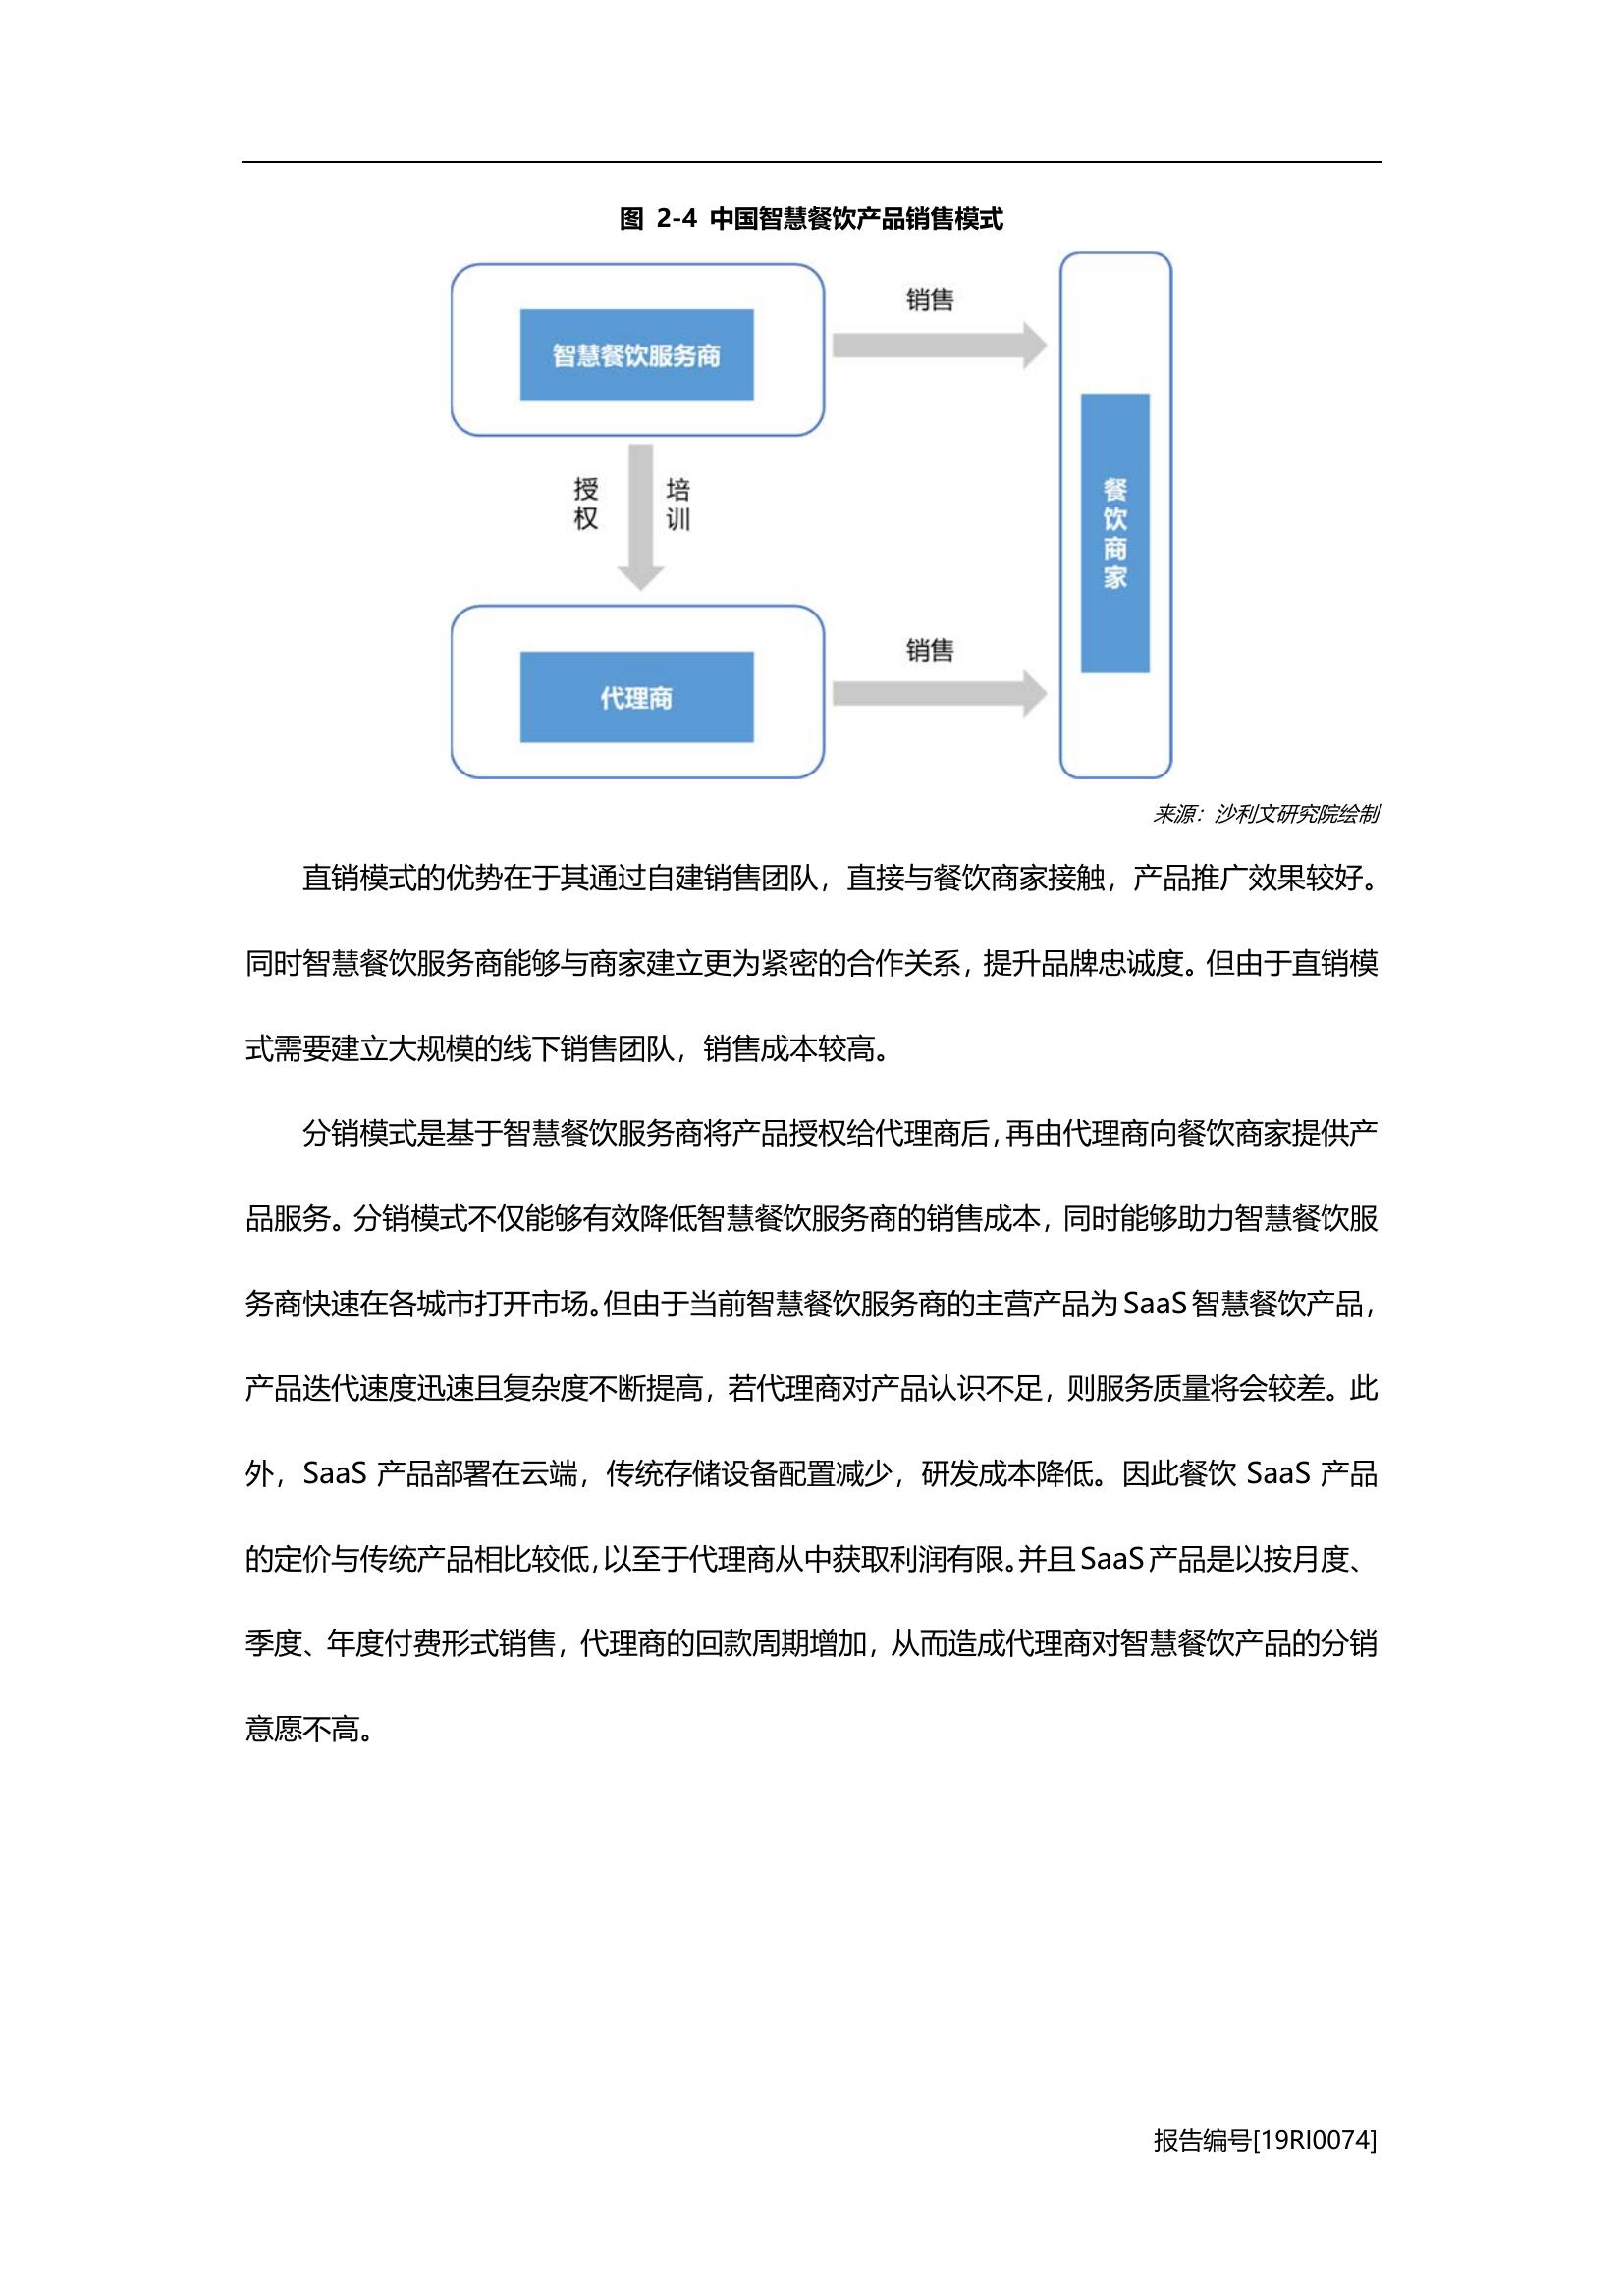 图 2-4 中国智慧餐饮产品销售模式
智慧餐饮服务商
销售
授权
培训
餐饮商家
代理商
销售
来源：沙利文研究院绘制
直销模式的优势在于其通过自建销售团队，直接与餐饮商家接触，产品推广效果较好。
同时智慧餐饮服务商能够与商家建立更为紧密的合作关系，提升品牌忠诚度。但由于直销模
式需要建立大规模的线下销售团队，销售成本较高。
分销模式是基于智慧餐饮服务商将产品授权给代理商后，再由代理商向餐饮商家提供产
品服务。分销模式不仅能够有效降低智慧餐饮服务商的销售成本，同时能够助力智慧餐饮服
务商快速在各城市打开市场。但由于当前智慧餐饮服务商的主营产品为 SaaS 智慧餐饮产品，
产品迭代速度迅速且复杂度不断提高，若代理商对产品认识不足，则服务质量将会较差。此
外，SaaS 产品部署在云端，传统存储设备配置减少，研发成本降低。因此餐饮 SaaS 产品
的定价与传统产品相比较低，以至于代理商从中获取利润有限。并且 SaaS 产品是以按月度、
季度、年度付费形式销售，代理商的回款周期增加，从而造成代理商对智慧餐饮产品的分销
意愿不高。
报告编号[19RI0074]